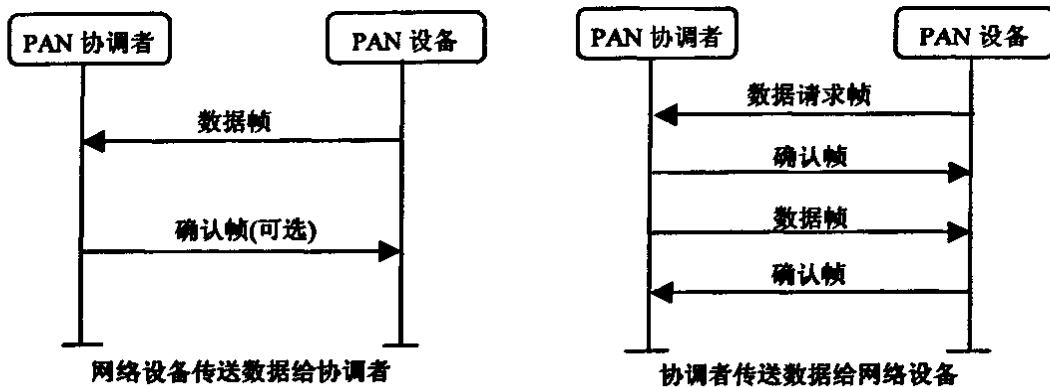 PAN 协调者
PAN 设备
数据帧
确认帧(可选)
网络设备传送数据给协调者
PAN 协调者
PAN 设备
数据请求帧
确认帧
数据帧
确认帧
协调者传送数据给网络设备